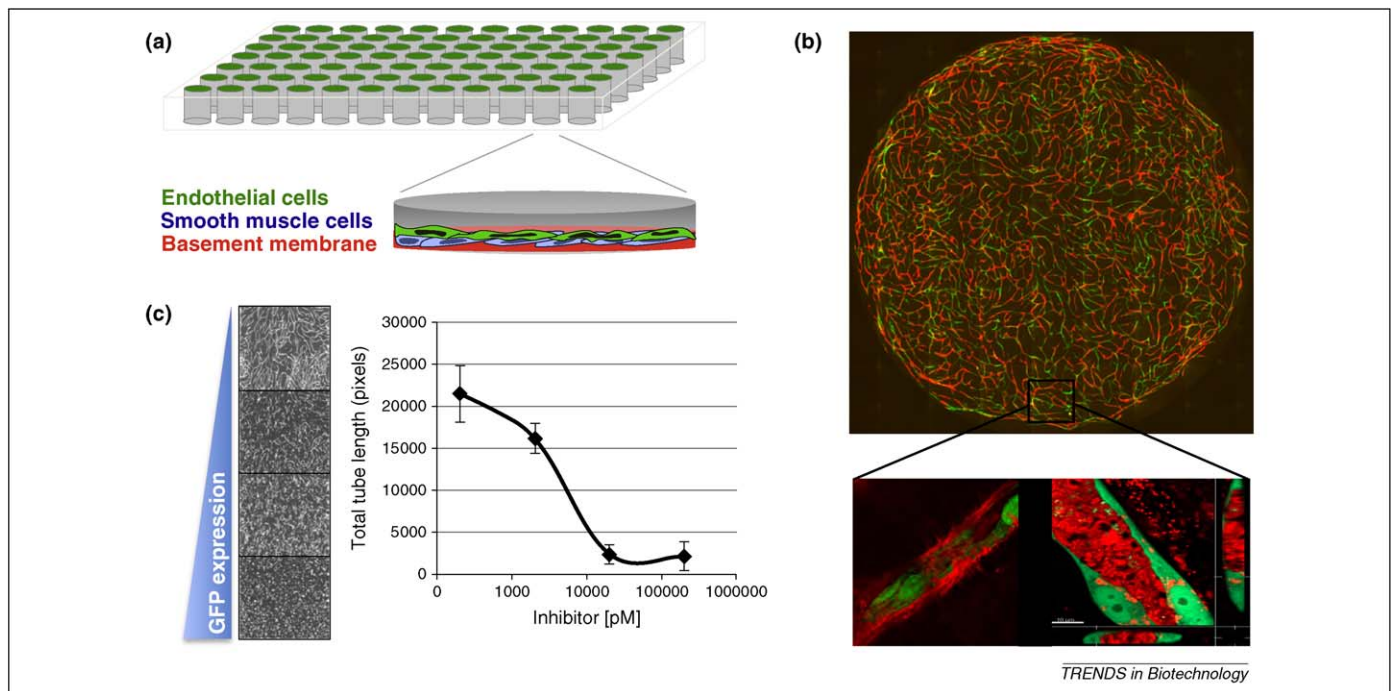 (a)
Endothelial cells
Smooth muscle cells
Basement membrane
(b)
(c)
GFP expression
Total tube length (pixels)
30000
25000
20000
15000
10000
5000
0
0 1000 10000 100000 1000000
Inhibitor [pM]
TRENDS in Biotechnology